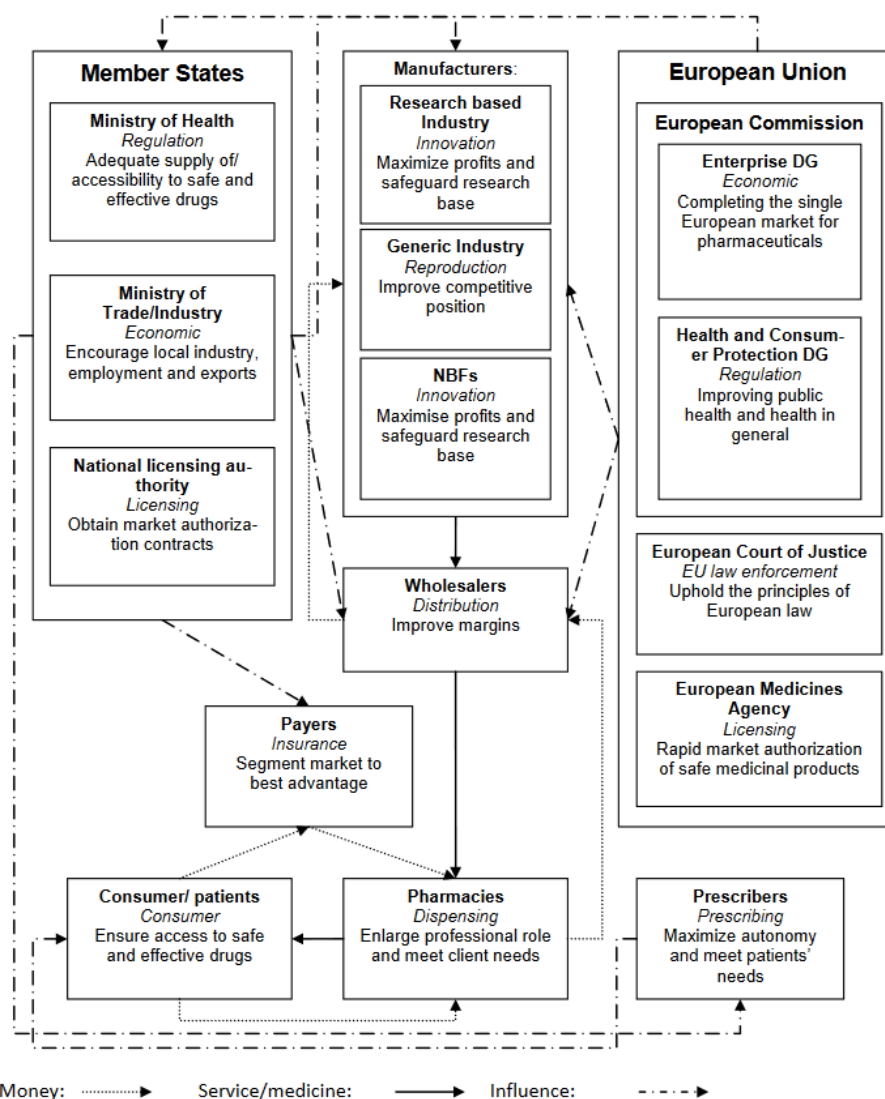 Member States
Ministry of Health
Regulation
Adequate supply of/
accessibility to safe and
effective drugs
Ministry of
Trade/Industry
Economic
Encourage local industry,
employment and exports
National licensing au-
thority
Licensing
Obtain market authoriza-
tion contracts
Manufacturers:
Research based
Industry
Innovation
Maximize profits and
safeguard research
base
Generic Industry
Reproduction
Improve competitive
position
NBFs
Innovation
Maximise profits and
safeguard research
base
European Union
European Commission
Enterprise DG
Economic
Completing the single
European market for
pharmaceuticals
Health and Consum-
er Protection DG
Regulation
Improving public
health and health in
general
European Court of Justice
EU law enforcement
Uphold the principles of
European law
European Medicines
Agency
Licensing
Rapid market authorization
of safe medicinal products
Wholesalers
Distribution
Improve margins
Payers
Insurance
Segment market to
best advantage
Consumer/ patients
Consumer
Ensure access to safe
and effective drugs
Pharmacies
Dispensing
Enlarge professional role
and meet client needs
Prescribers
Prescribing
Maximize autonomy
and meet patients'
needs
Money: Service/medicine: Influence: